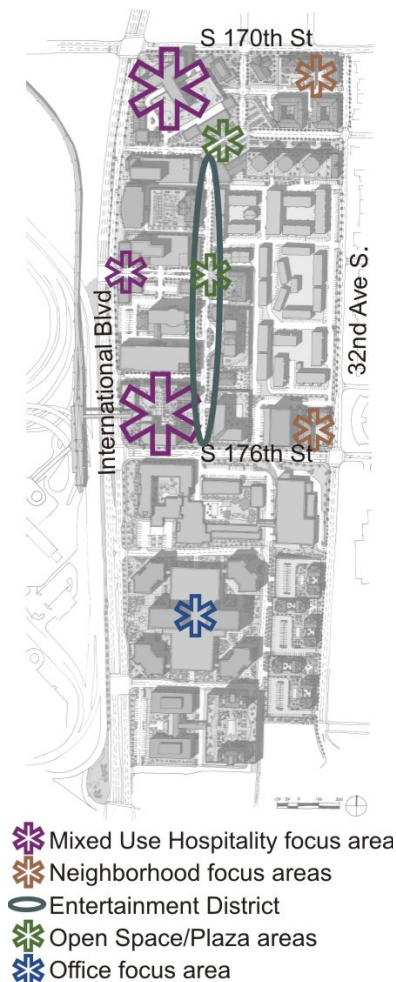 S 170th St
International Blvd
32nd Ave S.
S 176th St
Mixed Use Hospitality focus area
Neighborhood focus areas
Entertainment District
Open Space/Plaza areas
Office focus area